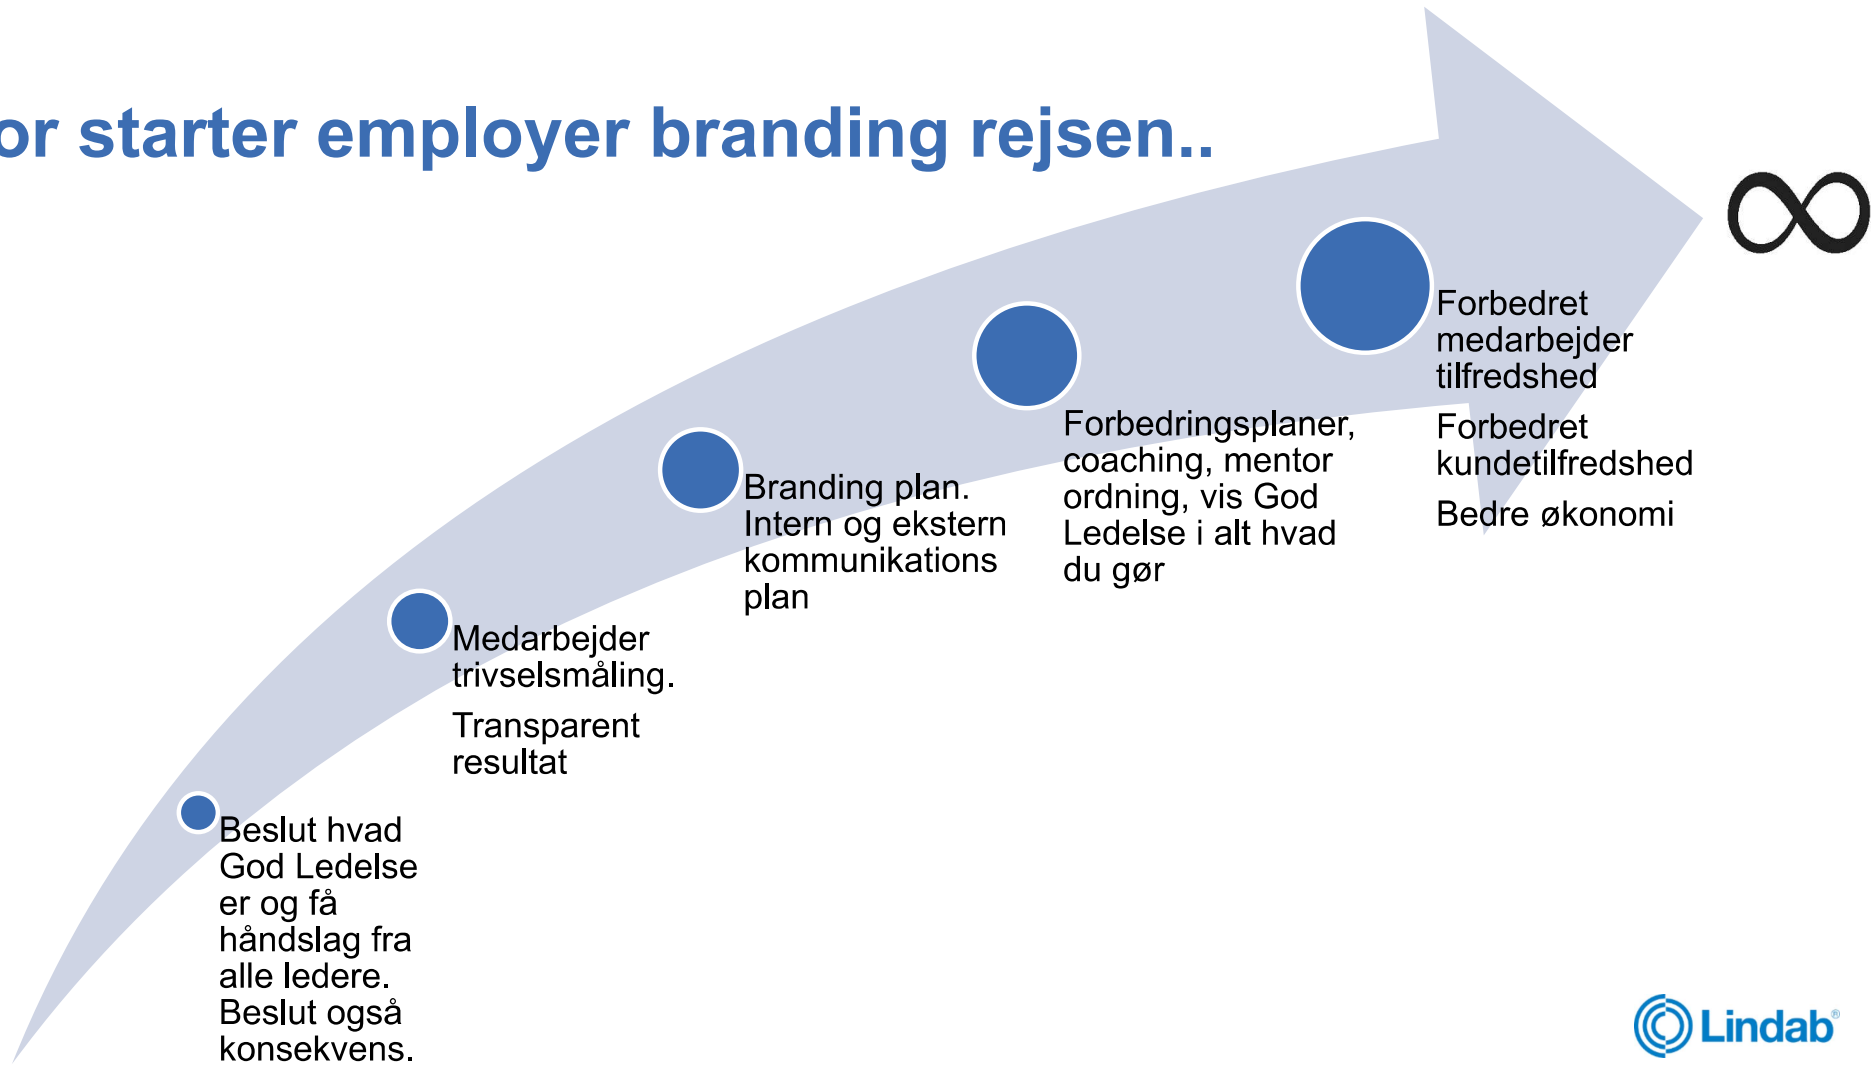 or starter employer branding rejsen..
Forbedret
medarbejder
tilfredshed
Forbedret
kundetilfredshed
Bedre økonomi
Forbedringsplaner,
coaching, mentor
ordning, vis God
Ledelse i alt hvad
du gør
Branding plan.
Intern og ekstern
kommunikations
plan
Medarbejder
trivselsmåling.
Transparent
resultat
Beslut hvad
God Ledelse
er og få
håndslag fra
alle ledere.
Beslut også
konsekvens.
Lindab®